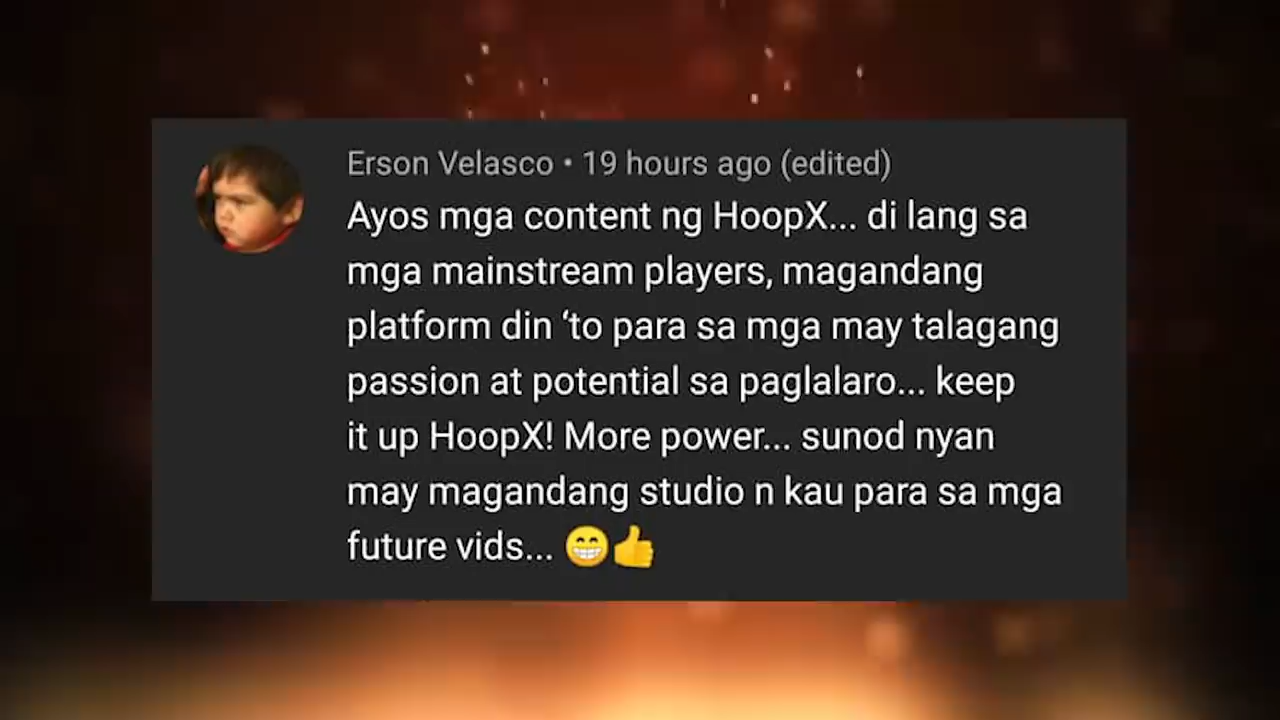 Erson Velasco • 19 hours ago (edited)
Ayos mga content ng HoopX... di lang sa
mga mainstream players, magandang
platform din ‘to para sa mga may talagang
passion at potential sa paglalaro... keep
it up HoopX! More power... sunod nyan
may magandang studio n kau para sa mga
future vids... 😁👍